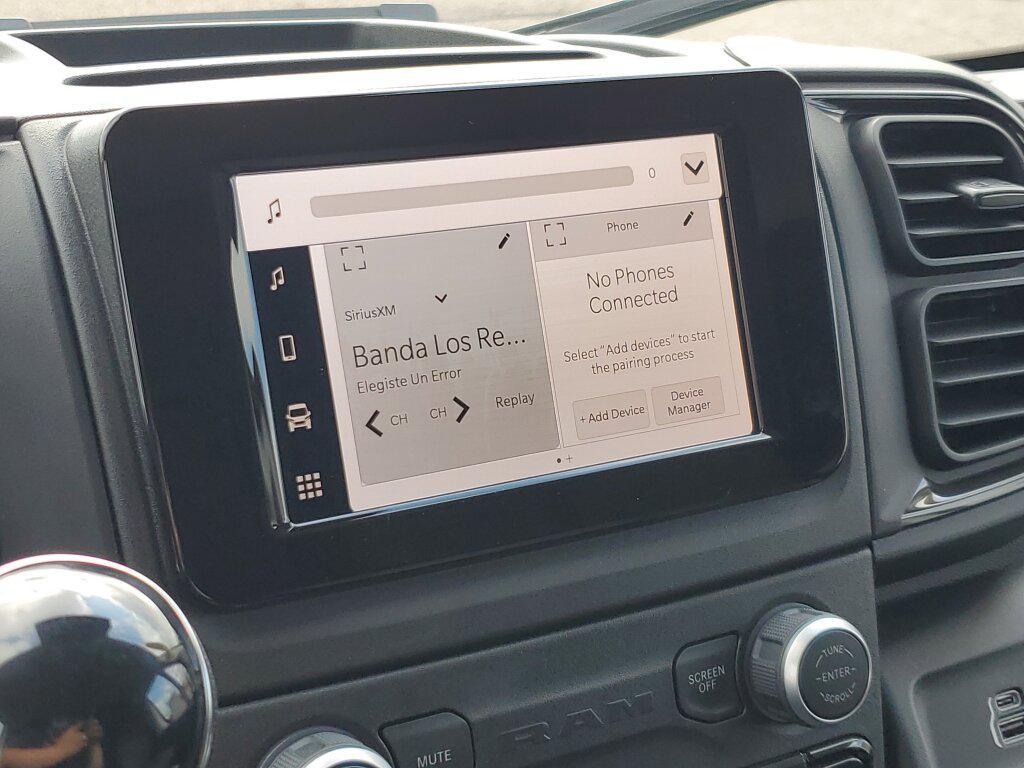 0
SiriusXM
Banda Los Re...
Elegiste Un Error
CH
CH
Replay
Phone
No Phones
Connected
Select "Add devices" to start
the pairing process
+ Add Device
Device
Manager
MUTE
RAM
SCREEN
OFF
TUNE
ENTER
SCROLL